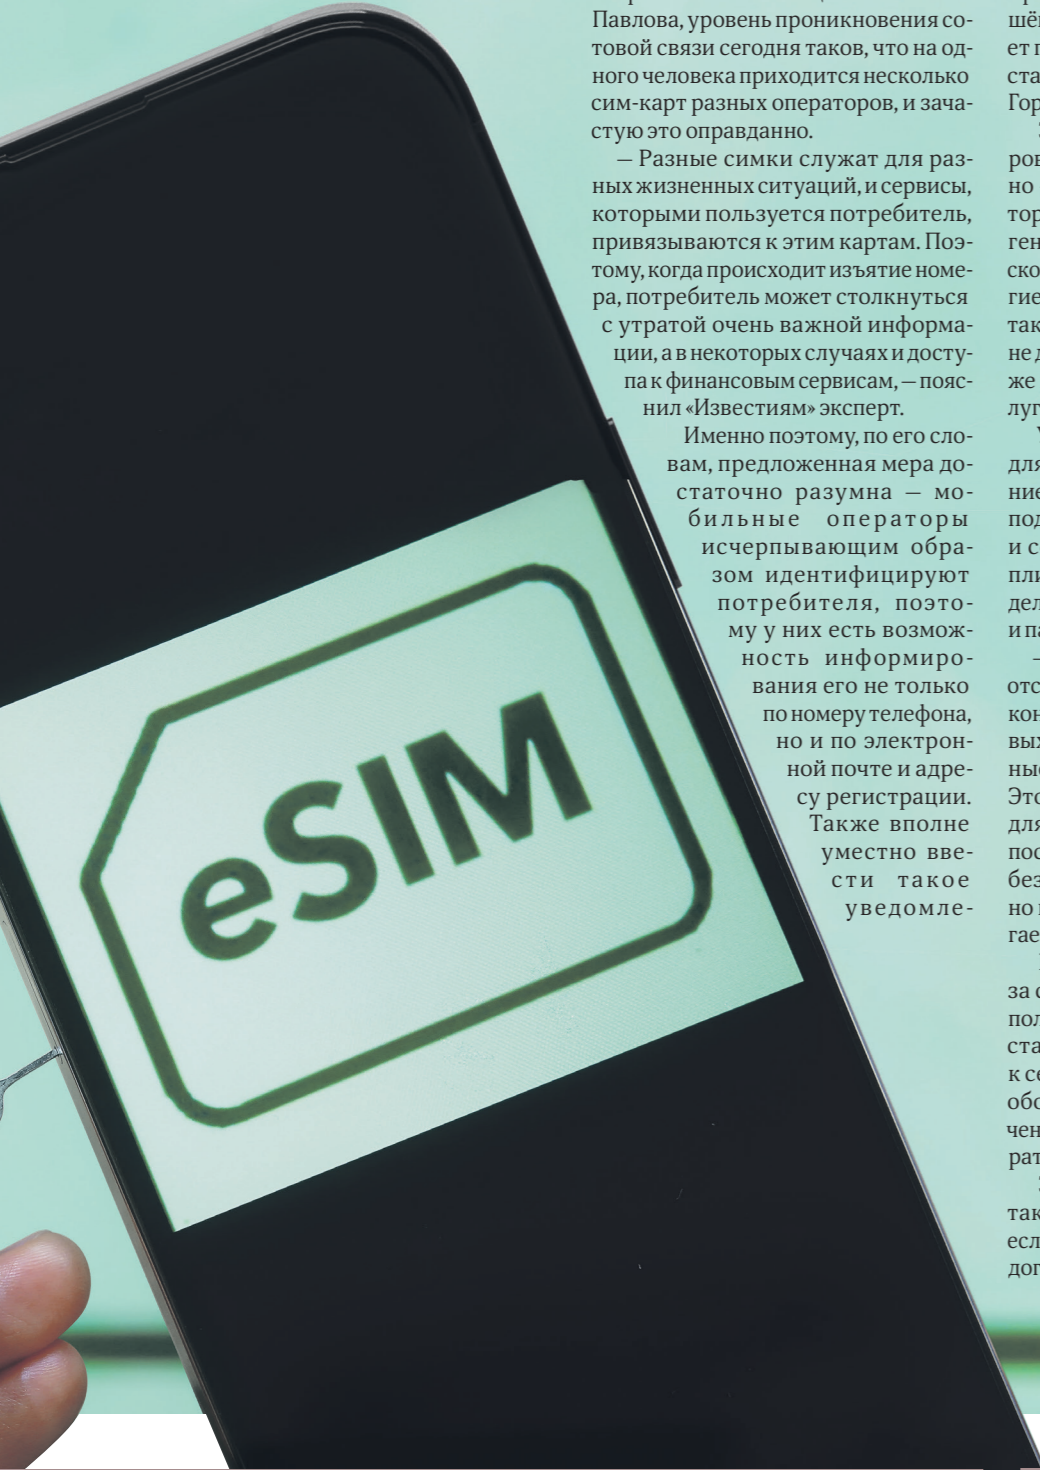 Павлова, уровень проникновения со-
товой связи сегодня таков, что на од-
ного человека приходится несколько
сим-карт разных операторов, и зача-
стую это оправданно.
— Разные симки служат для раз-
ных жизненных ситуаций, и сервисы,
которыми пользуется потребитель,
привязываются к этим картам. Поэ-
тому, когда происходит изъятие номе-
ра, потребитель может столкнуться
с утратой очень важной информа-
ции, а в некоторых случаях и досту-
па к финансовым сервисам, — пояс-
нил «Известиям» эксперт.
Именно поэтому, по его сло-
вам, предложенная мера до-
статочно разумна — мо-
бильные операторы
исчерпывающим обра-
зом идентифицируют
потребителя, поэто-
му у них есть возмож-
ность информиро-
вания его не только
по номеру телефона,
но и по электрон-
ной почте и адре-
су регистрации.
Также вполне
уместно вве-
сти такое
уведомле-
eSIM